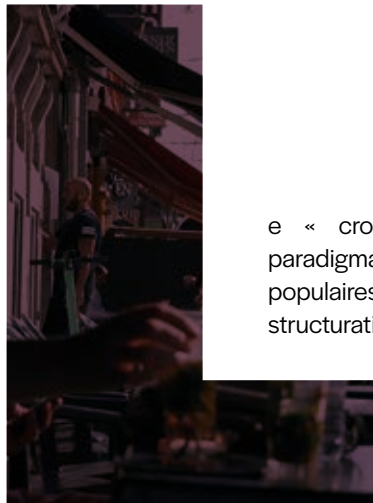 e « cro
paradigma
populaires
structurati